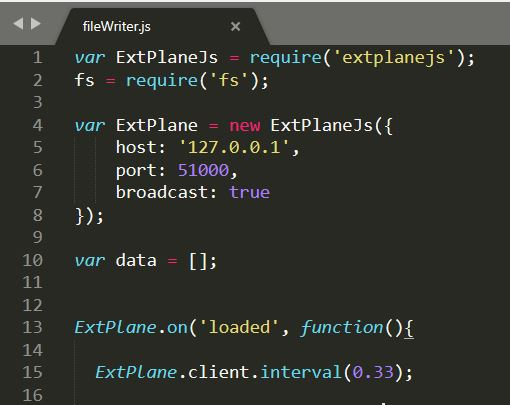 fileWriter.js ×
1 var ExtPlaneJs = require('extplanejs');
2 fs = require('fs');
3
4 var ExtPlane = new ExtPlaneJs({
5 host: '127.0.0.1',
6 port: 51000,
7 broadcast: true
8 });
9
10 var data = [];
11
12
13 ExtPlane.on('loaded', function(){
14
15 ExtPlane.client.interval(0.33);
16